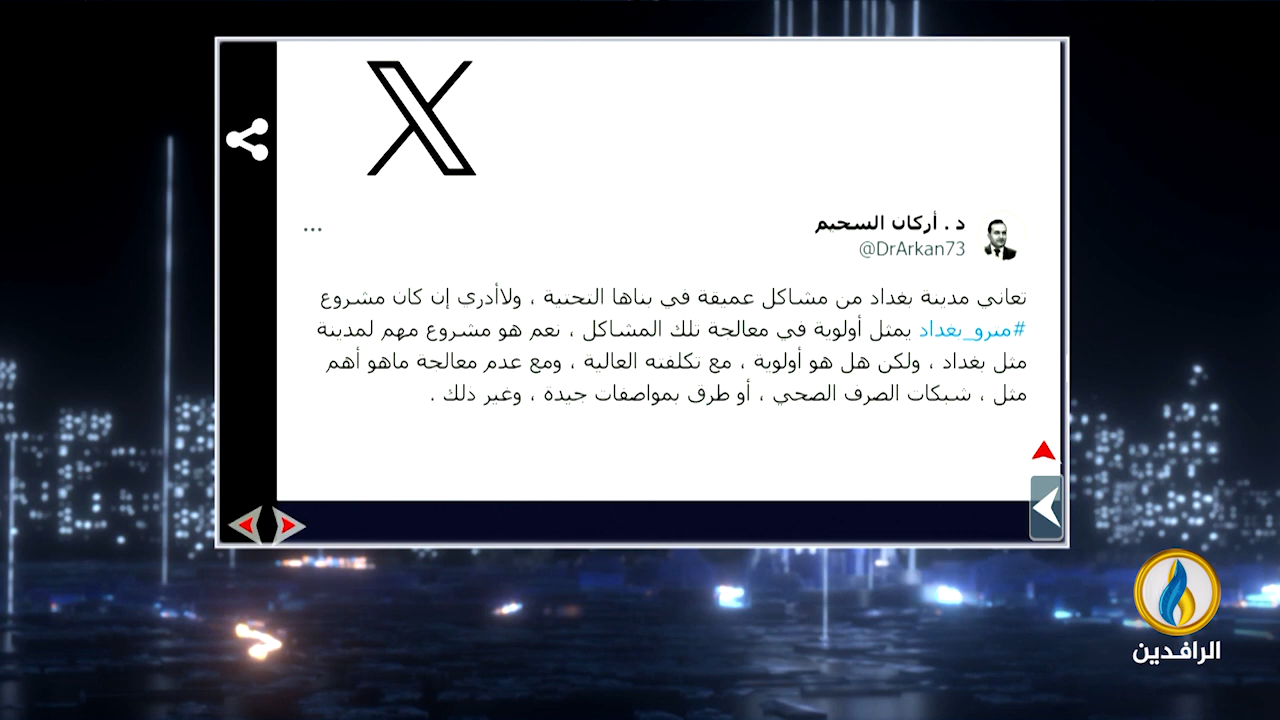 د . أركان السحيم
@DrArkan73
...
تعاني مدينة بغداد من مشاكل عميقة في بناها التحتية ، ولاأدري إن كان مشروع
#مترو_بغداد يمثل أولوية في معالجة تلك المشاكل ، نعم هو مشروع مهم لمدينة
مثل بغداد ، ولكن هل هو أولوية ، مع تكلفته العالية ، ومع عدم معالجة ماهو أهم
مثل ، شبكات الصرف الصحي ، أو طرق بمواصفات جيدة ، وغير ذلك .
الرافدين